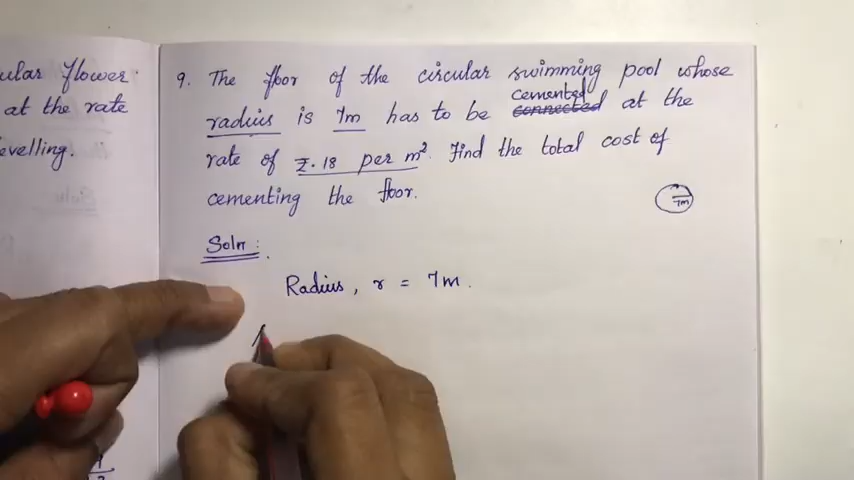 ular flower
at the rate
evelling.
9. The floor of the circular swimming pool whose
cemented
radius is 7m has to be connected at the
rate of ₹.18 per m². Find the total cost of
cementing the floor.
7m
Soln:
Radius, r = 7m.